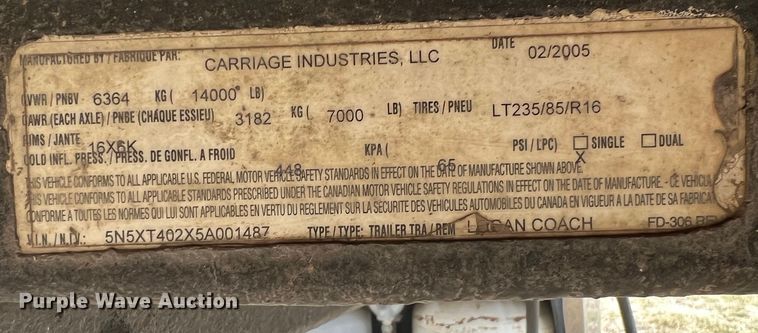 MANUFACTURED BY / FABRIQUE PAR: CARRIAGE INDUSTRIES, LLC DATE 02/2005
GVWR / PNBV 6364 KG ( 14000 LB)
GAWR (EACH AXLE) / PNBE (CHAQUE ESSIEU) 3182 KG ( 7000 LB) TIRES / PNEU LT235/85/R16
RIMS / JANTE 16X6K
COLD INFL. PRESS. / PRESS. DE GONFL. A FROID 448 KPA ( 65 PSI / LPC) SINGLE X DUAL
THIS VEHICLE CONFORMS TO ALL APPLICABLE U.S. FEDERAL MOTOR VEHICLE SAFETY STANDARDS IN EFFECT ON THE DATE OF MANUFACTURE SHOWN ABOVE.
THIS VEHICLE CONFORMS TO ALL APPLICABLE STANDARDS PRESCRIBED UNDER THE CANADIAN MOTOR VEHICLE SAFETY REGULATIONS IN EFFECT ON THE DATE OF MANUFACTURE. - CE VEHICUL
CONFORME A TOUTES LES NORMES QUI LUI SONT APPLICABLES EN VERTU DU REGLEMENT SUR LA SECURITE DES VEHICULES AUTOMOBILES DU CANADA EN VIGUEUR A LA DATE DE SA FABRICA
V.I.N. / N.I.V.: 5N5XT402X5A001487 TYPE / TYPE: TRAILER TRA / REM LOGAN COACH FD-306
Purple Wave Auction